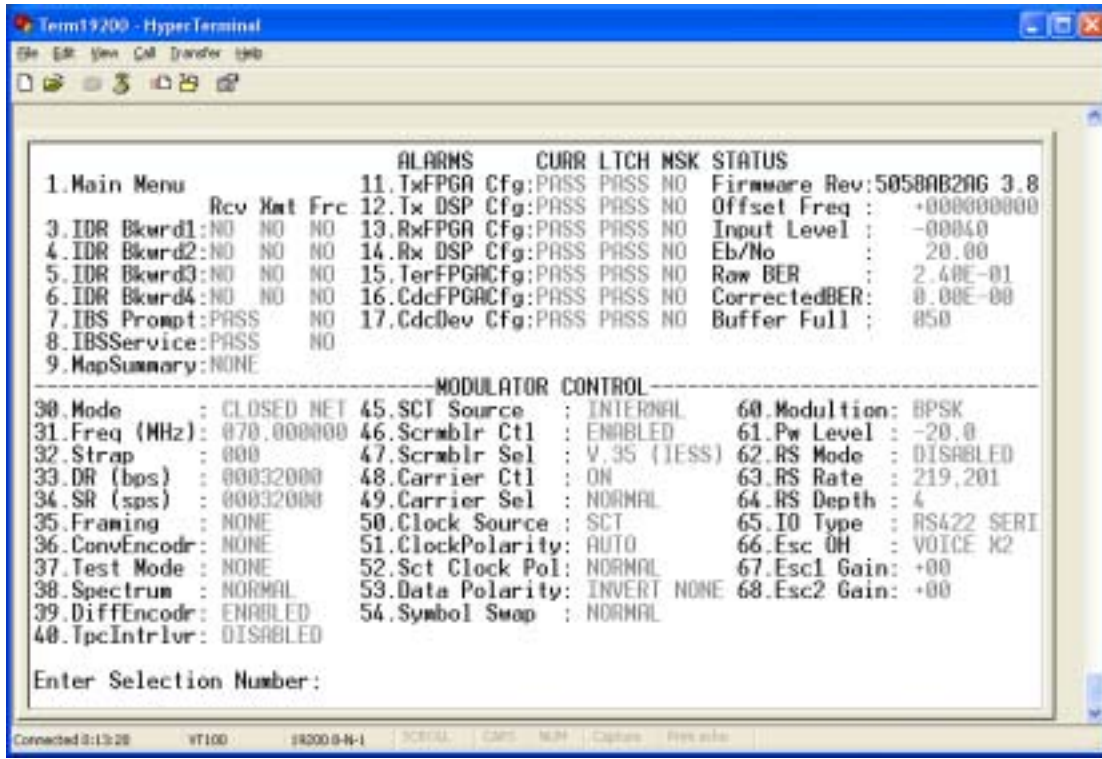 Term19200 - HyperTerminal
File Edit View Call Transfer Help
ALARMS CURR LTCH MSK STATUS
1.Main Menu 11.TxFPGA Cfg:PASS PASS NO Firmware Rev:5058AB2AG 3.8
Rcv Xmt Frc 12.Tx DSP Cfg:PASS PASS NO Offset Freq : +000000000
3.IDR Bkwrd1:NO NO NO 13.RxFPGA Cfg:PASS PASS NO Input Level : -00040
4.IDR Bkwrd2:NO NO NO 14.Rx DSP Cfg:PASS PASS NO Eb/No : 20.00
5.IDR Bkwrd3:NO NO NO 15.TerFPGACfg:PASS PASS NO Raw BER : 2.40E-01
6.IDR Bkwrd4:NO NO NO 16.CdcFPGACfg:PASS PASS NO CorrectedBER: 0.00E-00
7.IBS Prompt:PASS NO 17.CdcDev Cfg:PASS PASS NO Buffer Full : 050
8.IBSService:PASS NO
9.MapSummary:NONE
MODULATOR CONTROL
30.Mode : CLOSED NET 45.SCT Source : INTERNAL 60.Modultion: BPSK
31.Freq (MHz): 070.000000 46.Scrmblr Ctl : ENABLED 61.Pw Level : -20.0
32.Strap : 000 47.Scrmblr Sel : V.35 (IESS) 62.RS Mode : DISABLED
33.DR (bps) : 00032000 48.Carrier Ctl : ON 63.RS Rate : 219,201
34.SR (sps) : 00032000 49.Carrier Sel : NORMAL 64.RS Depth : 4
35.Framing : NONE 50.Clock Source : SCT 65.IO Type : RS422 SERI
36.ConvEncodr: NONE 51.ClockPolarity: AUTO 66.Esc OH : VOICE X2
37.Test Mode : NONE 52.Sct Clock Pol: NORMAL 67.Esc1 Gain: +00
38.Spectrum : NORMAL 53.Data Polarity: INVERT NONE 68.Esc2 Gain: +00
39.DiffEncodr: ENABLED 54.Symbol Swap : NORMAL
40.TpcIntrlvr: DISABLED
Enter Selection Number:
Connected 0:13:20 VT100 19200 8-N-1 SCROLL CAPS NUM Capture Print echo